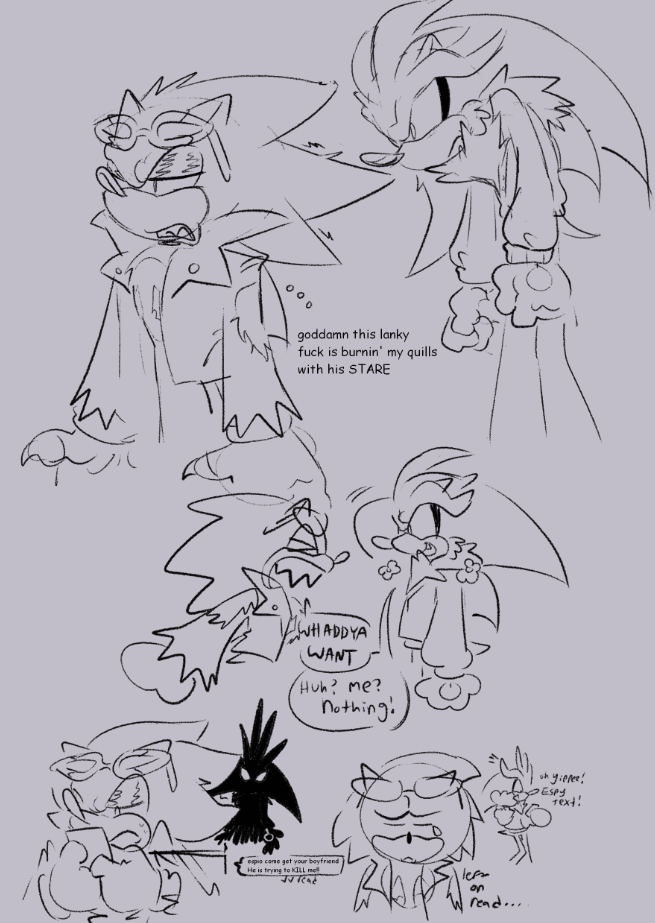 goddamn this lanky
fuck is burnin' my quills
with his STARE
WHADDYA
WANT
Huh? me?
Nothing!
espio come get your boyfriend
He is trying to KILL me!!
√√ read
oh yippee!
Espy
text!
left
on
read....